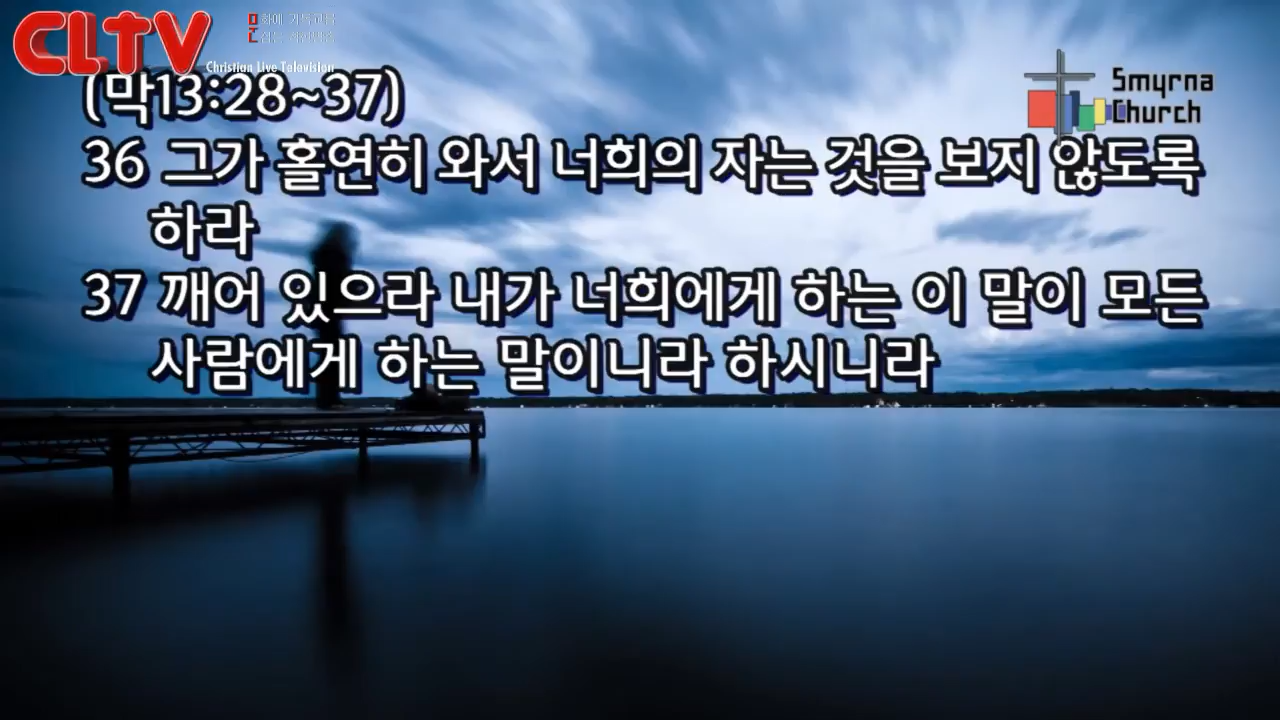 CLTV
Christian Live Television
Smyrna
Church
(막13:28~37)
36 그가 홀연히 와서 너희의 자는 것을 보지 않도록
하라
37 깨어 있으라 내가 너희에게 하는 이 말이 모든
사람에게 하는 말이니라 하시니라